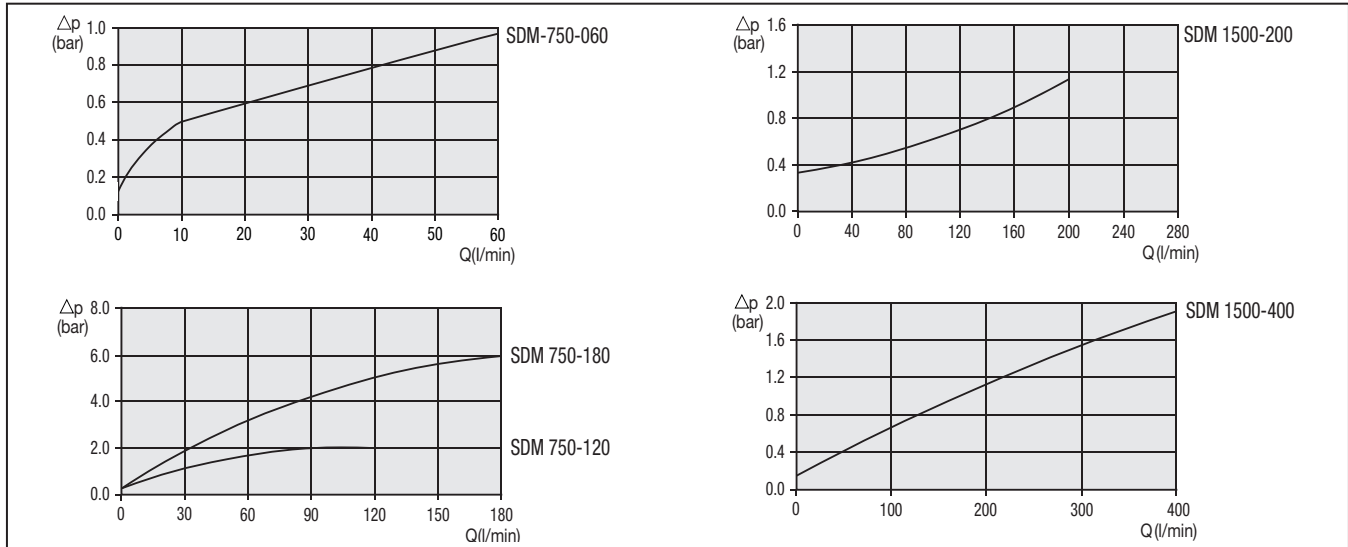 △p
(bar)
1.0
0.8
0.6
0.4
0.2
0.0
0 10 20 30 40 50 60
Q(l/min)
SDM-750-060
△p
(bar)
1.6
1.2
0.8
0.4
0.0
0 40 80 120 160 200 240 280
Q(l/min)
SDM 1500-200
△p
(bar)
8.0
6.0
4.0
2.0
0.0
0 30 60 90 120 150 180
Q(l/min)
SDM 750-180
SDM 750-120
△p
(bar)
2.0
1.6
1.2
0.8
0.4
0.0
0 100 200 300 400
Q(l/min)
SDM 1500-400